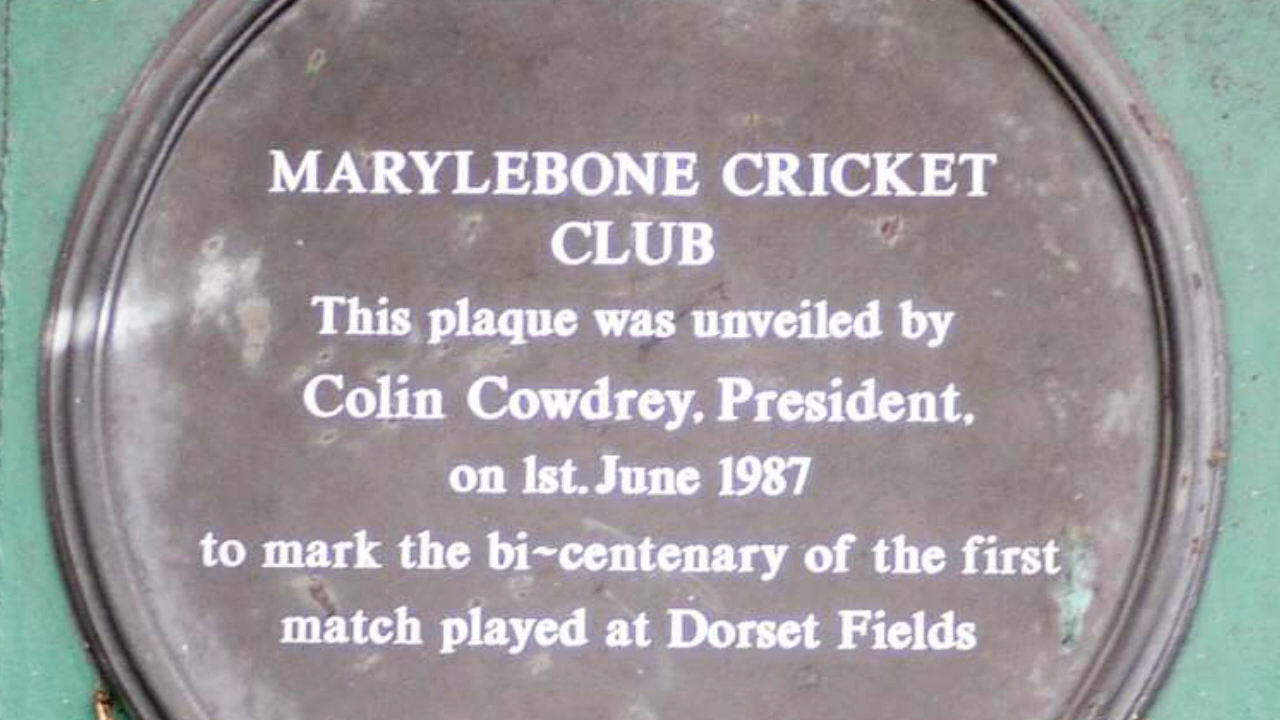 MARYLEBONE CRICKET
CLUB
This plaque was unveiled by
Colin Cowdrey, President,
on 1st. June 1987
to mark the bi~centenary of the first
match played at Dorset Fields